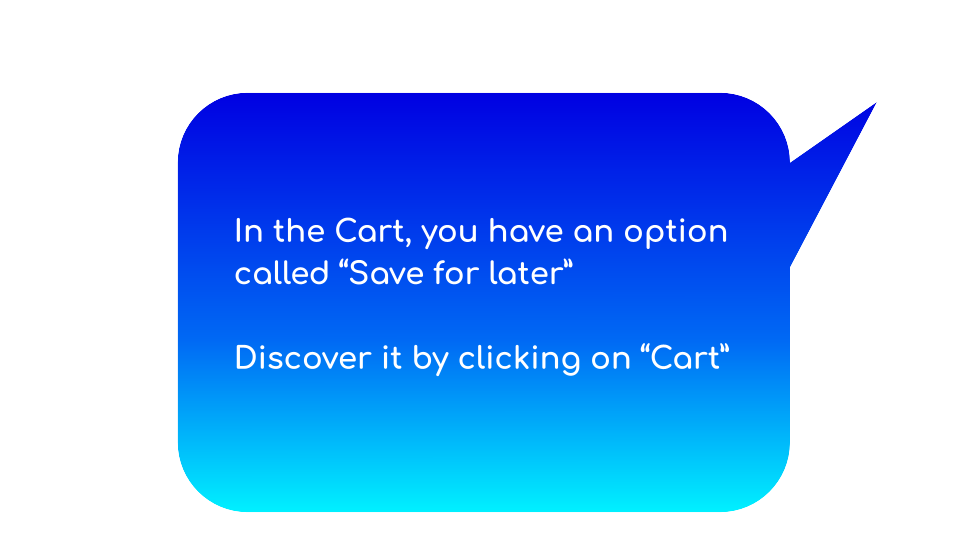 In the Cart, you have an option
called “Save for later”
Discover it by clicking on “Cart”